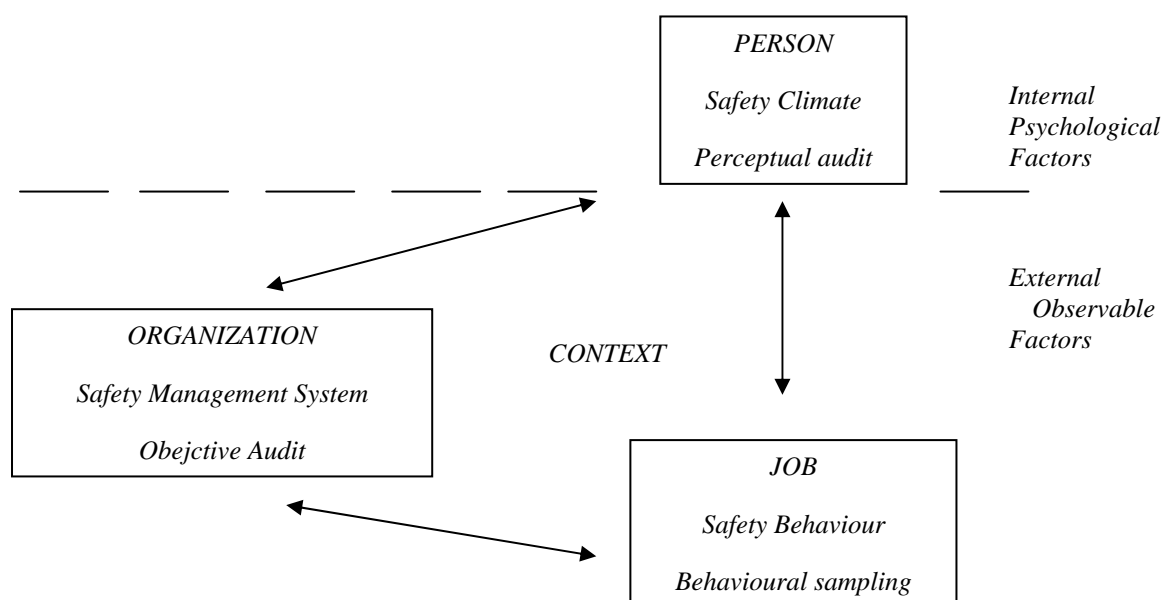 PERSON
Safety Climate
Perceptual audit
Internal
Psychological
Factors
External
Observable
Factors
ORGANIZATION
Safety Management System
Obejctive Audit
CONTEXT
JOB
Safety Behaviour
Behavioural sampling